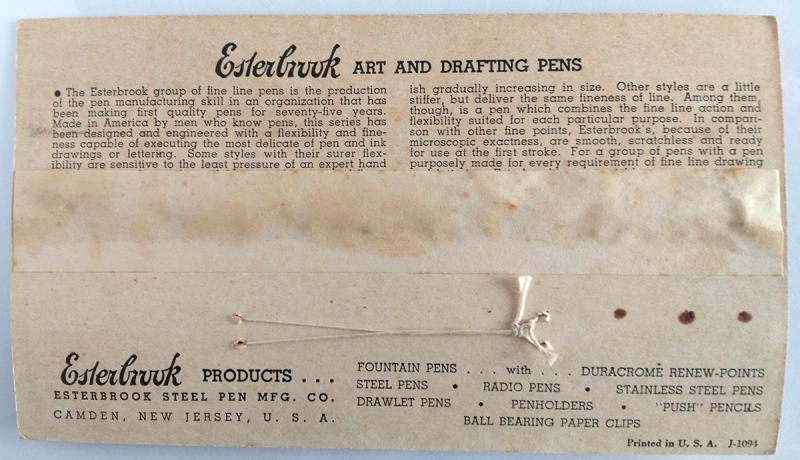 Esterbrook ART AND DRAFTING PENS
• The Esterbrook group of fine line pens is the production
of the pen manufacturing skill in an organization that has
been making first quality pens for seventy-five years.
Made in America by men who know pens, this series has
been designed and engineered with a flexibility and fine-
ness capable of executing the most delicate of pen and ink
drawings or lettering. Some styles with their surer flex-
ibility are sensitive to the least pressure of an expert hand
ish gradually increasing in size. Other styles are a little
stiffer, but deliver the same fineness of line. Among them,
though, is a pen which combines the fine line action and
flexibility suited for each particular purpose. In compari-
son with other fine points, Esterbrook's, because of their
microscopic exactness, are smooth, scratchless and ready
for use at the first stroke. For a group of pens with a pen
purposely made for every requirement of fine line drawing
Esterbrook PRODUCTS . . .
ESTERBROOK STEEL PEN MFG. CO.
CAMDEN, NEW JERSEY, U. S. A.
FOUNTAIN PENS . . . with . . . DURACROME RENEW-POINTS
STEEL PENS • RADIO PENS • STAINLESS STEEL PENS
DRAWLET PENS • PENHOLDERS • "PUSH" PENCILS
BALL BEARING PAPER CLIPS
Printed in U. S. A. J-1094